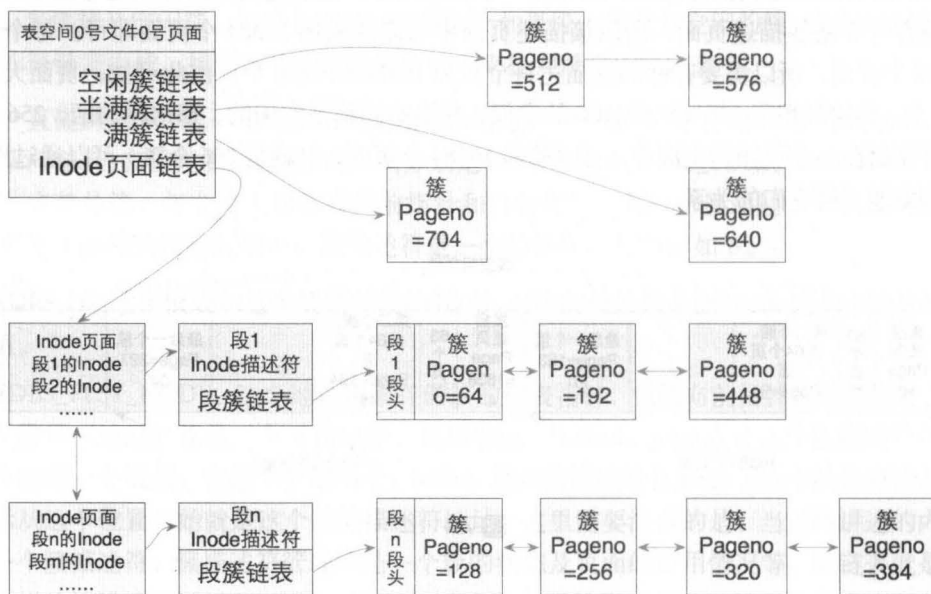 表空间0号文件0号页面
空闲簇链表
半满簇链表
满簇链表
Inode页面链表
簇
Pageno
=512
簇
Pageno
=576
簇
Pageno
=704
簇
Pageno
=640
Inode页面
段1的Inode
段2的Inode
......
段1
Inode描述符
段簇链表
段
1
段
头
簇
Pagen
o=64
簇
Pageno
=192
簇
Pageno
=448
Inode页面
段n的Inode
段m的Inode
......
段n
Inode描述符
段簇链表
段
n
段
头
簇
Pageno
=128
簇
Pageno
=256
簇
Pageno
=320
簇
Pageno
=384